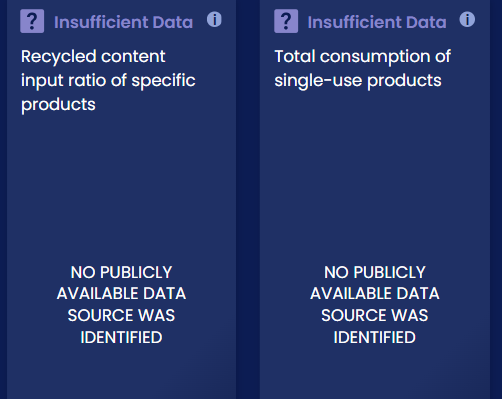 ? Insufficient Data i
Recycled content
input ratio of specific
products
NO PUBLICLY
AVAILABLE DATA
SOURCE WAS
IDENTIFIED
? Insufficient Data i
Total consumption of
single-use products
NO PUBLICLY
AVAILABLE DATA
SOURCE WAS
IDENTIFIED